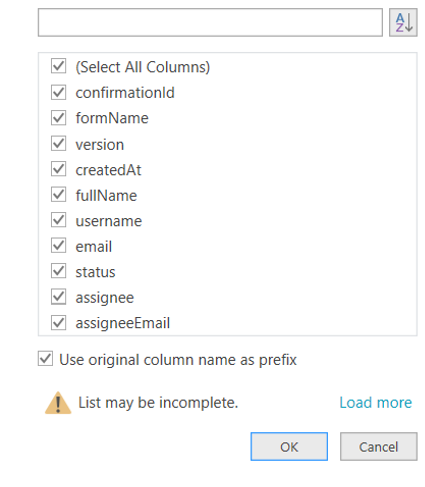 A
Z
(Select All Columns)
confirmationId
formName
version
createdAt
fullName
username
email
status
assignee
assigneeEmail
Use original column name as prefix
List may be incomplete. Load more
OK Cancel